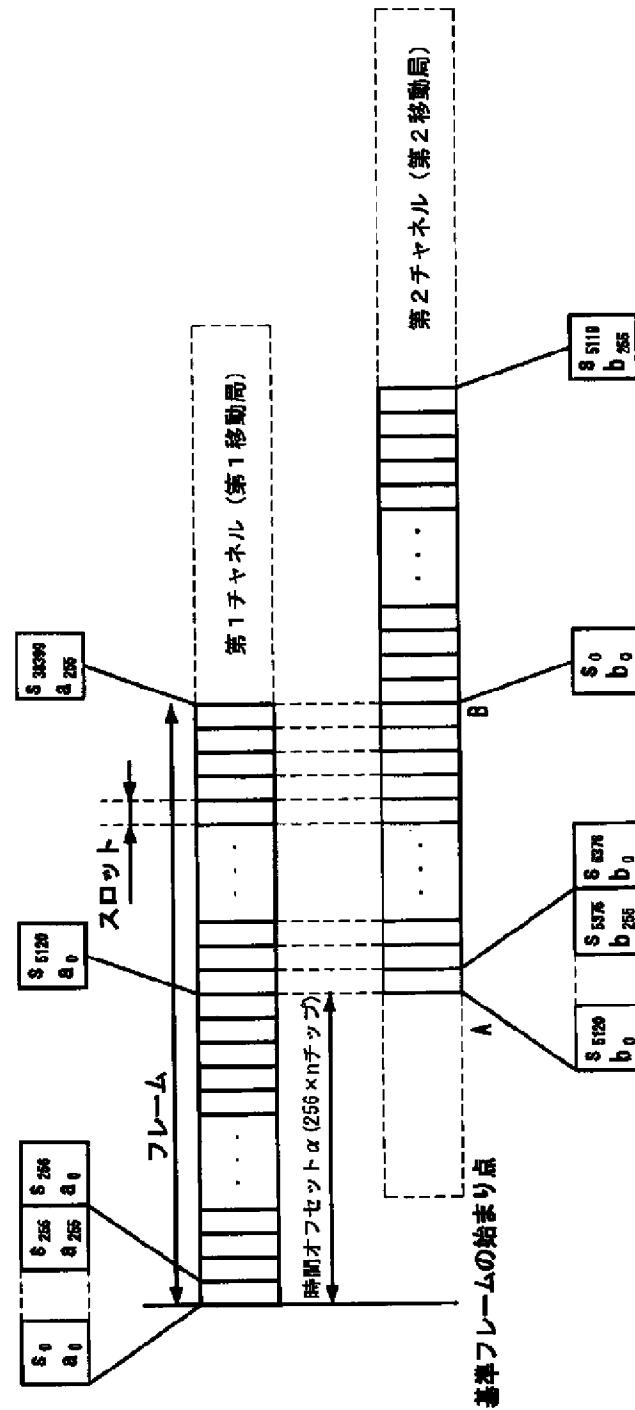 S 0
a 0
S 255
a 255
S 256
a 0
フレーム
S 5120
a 0
スロット
S 38399
a 255
. . .
. . .
第1チャネル (第1移動局)
時間オフセットα (256×nチップ)
基準フレームの始まり点
A
. . .
B
. . .
第2チャネル (第2移動局)
S 5120
b 0
S 5376
b 255
S 6376
b 0
S 0
b 0
S 5119
b 255